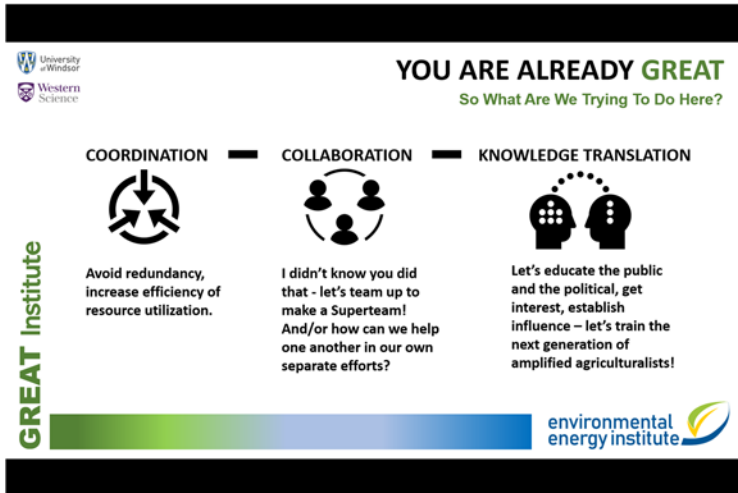 University
of Windsor
Western
Science
YOU ARE ALREADY GREAT
So What Are We Trying To Do Here?
COORDINATION
COLLABORATION
KNOWLEDGE TRANSLATION
Avoid redundancy,
increase efficiency of
resource utilization.
I didn't know you did
that - let's team up to
make a Superteam!
And/or how can we help
one another in our own
separate efforts?
Let's educate the public
and the political, get
interest, establish
influence – let's train the
next generation of
amplified agriculturalists!
GREAT Institute
environmental
energy institute